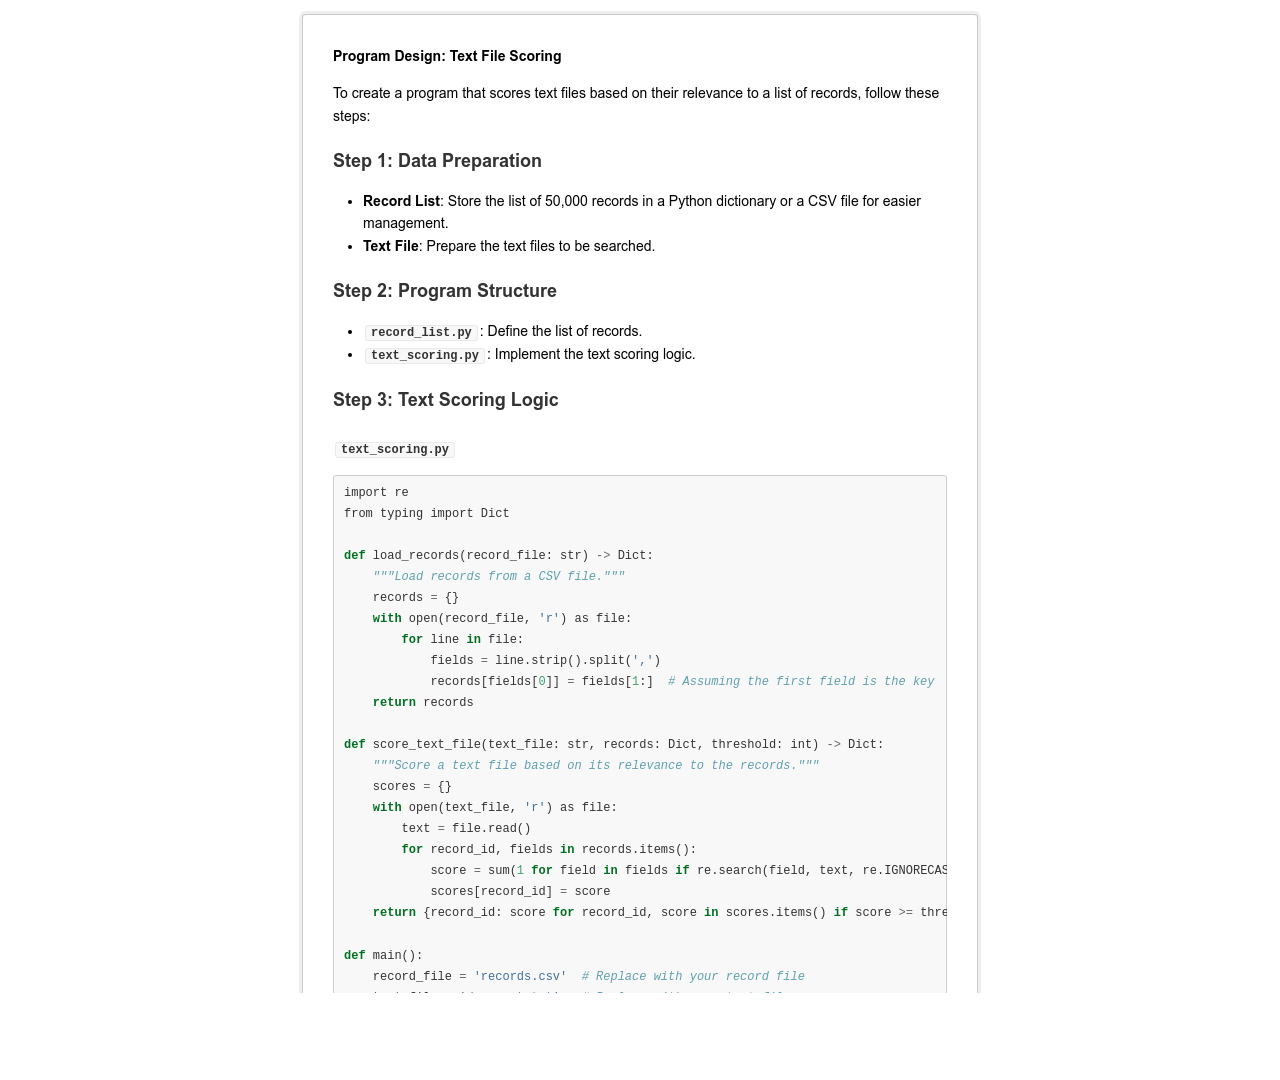 Program Design: Text File Scoring
To create a program that scores text files based on their relevance to a list of records, follow these
steps:
Step 1: Data Preparation
• Record List: Store the list of 50,000 records in a Python dictionary or a CSV file for easier
management.
• Text File: Prepare the text files to be searched.
Step 2: Program Structure
• record_list.py : Define the list of records.
• text_scoring.py : Implement the text scoring logic.
Step 3: Text Scoring Logic
text_scoring.py
import re
from typing import Dict
def load_records(record_file: str) -> Dict:
    """Load records from a CSV file."""
    records = {}
    with open(record_file, 'r') as file:
        for line in file:
            fields = line.strip().split(',')
            records[fields[0]] = fields[1:]  # Assuming the first field is the key
    return records
def score_text_file(text_file: str, records: Dict, threshold: int) -> Dict:
    """Score a text file based on its relevance to the records."""
    scores = {}
    with open(text_file, 'r') as file:
        text = file.read()
        for record_id, fields in records.items():
            score = sum(1 for field in fields if re.search(field, text, re.IGNORECAS
            scores[record_id] = score
    return {record_id: score for record_id, score in scores.items() if score >= thre
def main():
    record_file = 'records.csv'  # Replace with your record file